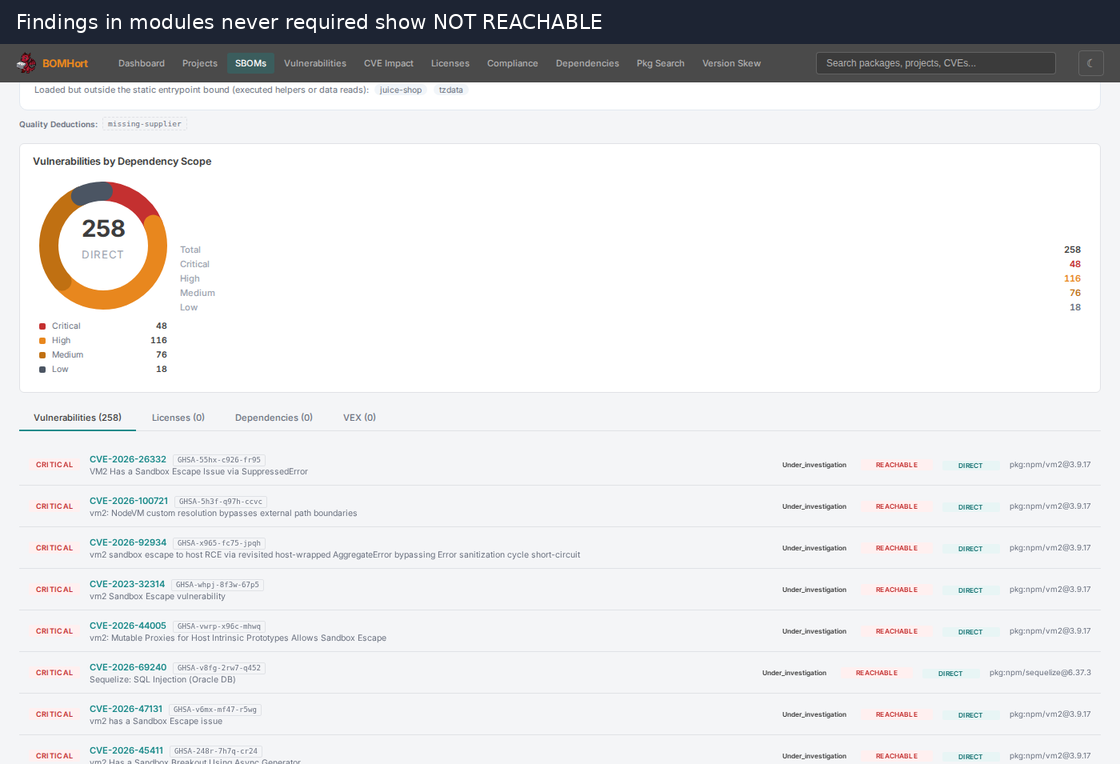 Findings in modules never required show NOT REACHABLE
BOMHort Dashboard Projects SBOMs Vulnerabilities CVE Impact Licenses Compliance Dependencies Pkg Search Version Skew Search packages, projects, CVEs...
Loaded but outside the static entrypoint bound (executed helpers or data reads): juice-shop tzdata
Quality Deductions: missing-supplier
Vulnerabilities by Dependency Scope
258
DIRECT
Total 258
Critical 48
High 116
Medium 76
Low 18
Critical 48
High 116
Medium 76
Low 18
Vulnerabilities (258) Licenses (0) Dependencies (0) VEX (0)
CRITICAL CVE-2026-26332 GHSA-55hx-c926-fr95 Under_investigation REACHABLE DIRECT pkg:npm/vm2@3.9.17
VM2 Has a Sandbox Escape Issue via SuppressedError
CRITICAL CVE-2026-100721 GHSA-5h3f-q97h-ccvc Under_investigation REACHABLE DIRECT pkg:npm/vm2@3.9.17
vm2: NodeVM custom resolution bypasses external path boundaries
CRITICAL CVE-2026-92934 GHSA-x965-fc75-jpqh Under_investigation REACHABLE DIRECT pkg:npm/vm2@3.9.17
vm2 sandbox escape to host RCE via revisited host-wrapped AggregateError bypassing Error sanitization cycle short-circuit
CRITICAL CVE-2023-32314 GHSA-whpj-8f3w-67p5 Under_investigation REACHABLE DIRECT pkg:npm/vm2@3.9.17
vm2 Sandbox Escape vulnerability
CRITICAL CVE-2026-44005 GHSA-vwrp-x96c-mhwq Under_investigation REACHABLE DIRECT pkg:npm/vm2@3.9.17
vm2: Mutable Proxies for Host Intrinsic Prototypes Allows Sandbox Escape
CRITICAL CVE-2026-69240 GHSA-v8fg-2rw7-q452 Under_investigation REACHABLE DIRECT pkg:npm/sequelize@6.37.3
Sequelize: SQL Injection (Oracle DB)
CRITICAL CVE-2026-47131 GHSA-v6mx-mf47-r5wg Under_investigation REACHABLE DIRECT pkg:npm/vm2@3.9.17
vm2 has a Sandbox Escape issue
CRITICAL CVE-2026-45411 GHSA-248r-7h7q-cr24 Under_investigation REACHABLE DIRECT pkg:npm/vm2@3.9.17
vm2 Has a Sandbox Breakout Using Async Generator